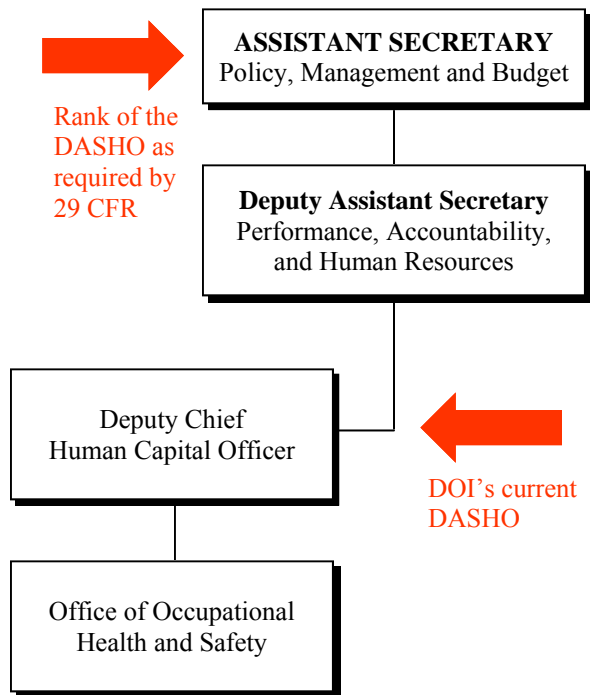 ASSISTANT SECRETARY
Policy, Management and Budget
Rank of the
DASHO as
required by
29 CFR
Deputy Assistant Secretary
Performance, Accountability,
and Human Resources
Deputy Chief
Human Capital Officer
DOI’s current
DASHO
Office of Occupational
Health and Safety